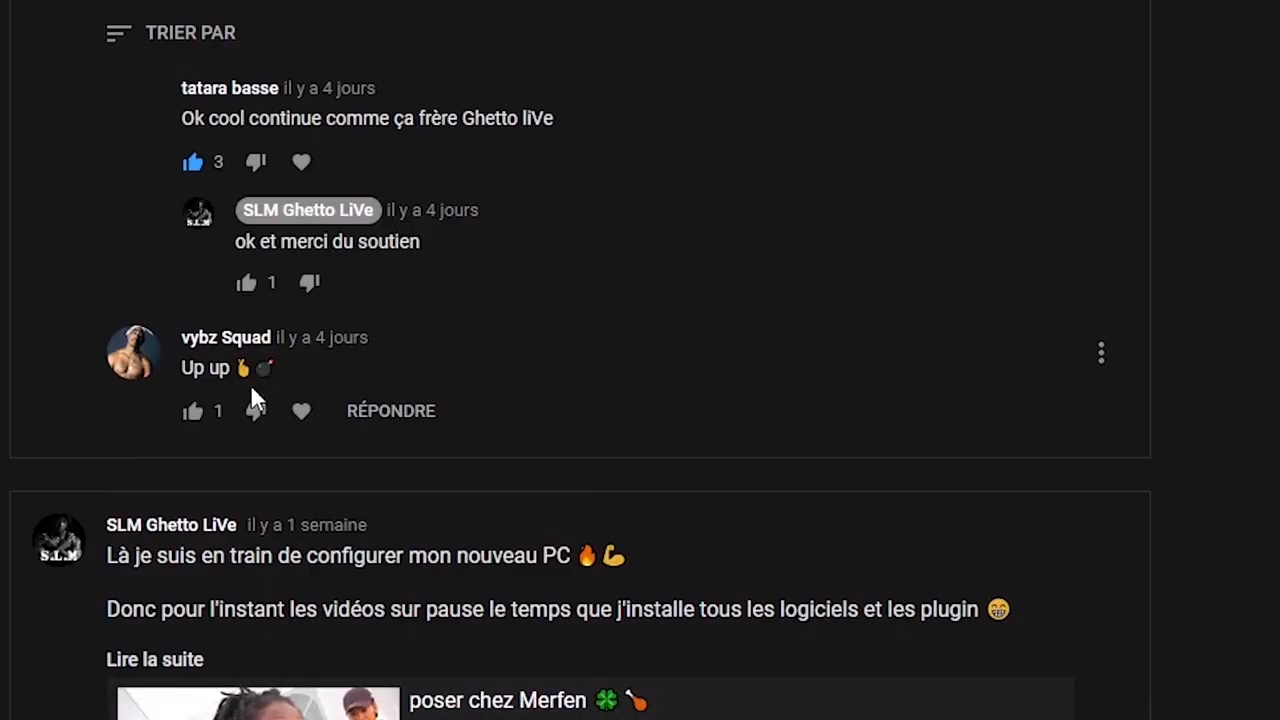 TRIER PAR
tatara basse il y a 4 jours
Ok cool continue comme ça frère Ghetto liVe
3
S.L.M
SLM Ghetto LiVe il y a 4 jours
ok et merci du soutien
1
vybz Squad il y a 4 jours
Up up 🫰💣
1 RÉPONDRE
S.L.M
SLM Ghetto LiVe il y a 1 semaine
Là je suis en train de configurer mon nouveau PC 🔥💪
Donc pour l'instant les vidéos sur pause le temps que j'installe tous les logiciels et les plugin 😁
Lire la suite
poser chez Merfen 🍀🍗